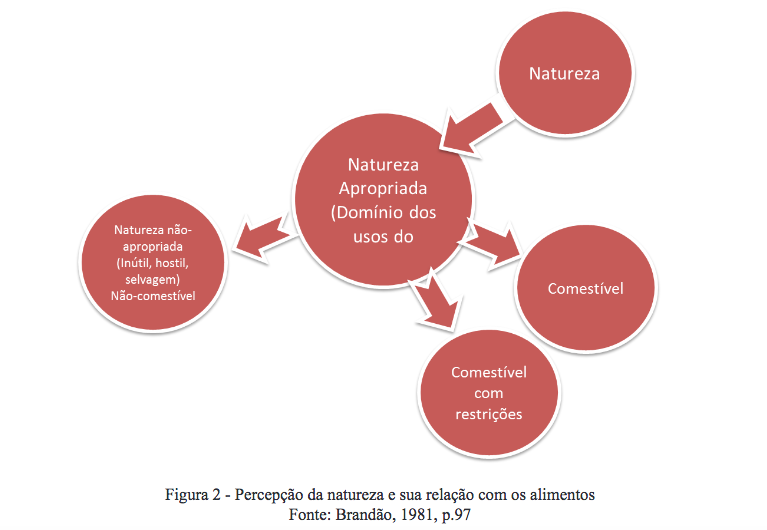 Natureza
Natureza
Apropriada
(Domínio dos
usos do
Natureza não-
apropriada
(Inútil, hostil,
selvagem)
Não-comestível
Comestível
Comestível
com
restrições
Figura 2 - Percepção da natureza e sua relação com os alimentos
Fonte: Brandão, 1981, p.97